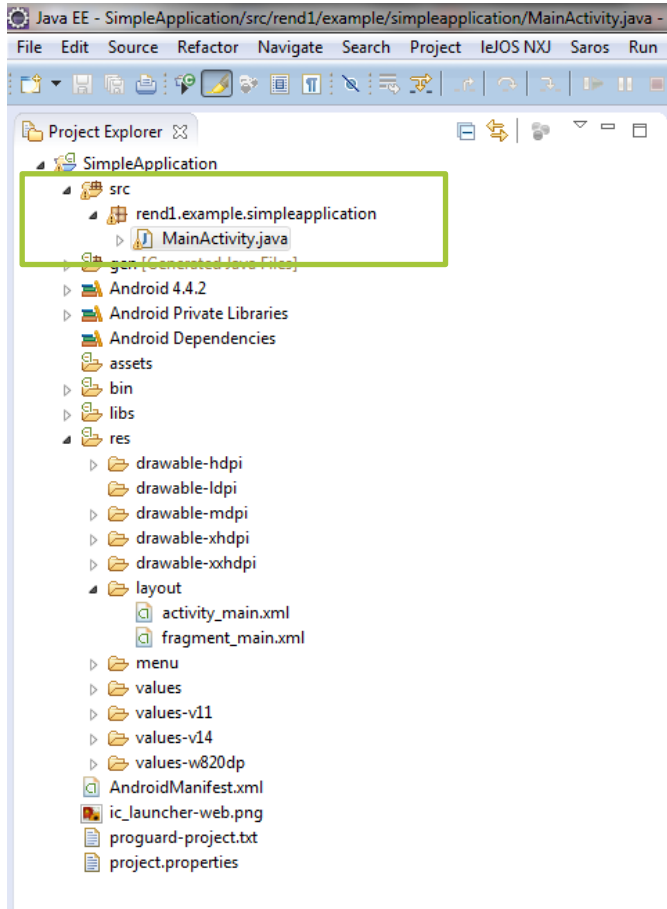 Java EE - SimpleApplication/src/rend1/example/simpleapplication/MainActivity.java -
File Edit Source Refactor Navigate Search Project leJOS NXJ Saros Run
Project Explorer
SimpleApplication
src
rend1.example.simpleapplication
MainActivity.java
gen [Generated Java Files]
Android 4.4.2
Android Private Libraries
Android Dependencies
assets
bin
libs
res
drawable-hdpi
drawable-ldpi
drawable-mdpi
drawable-xhdpi
drawable-xxhdpi
layout
activity_main.xml
fragment_main.xml
menu
values
values-v11
values-v14
values-w820dp
AndroidManifest.xml
ic_launcher-web.png
proguard-project.txt
project.properties